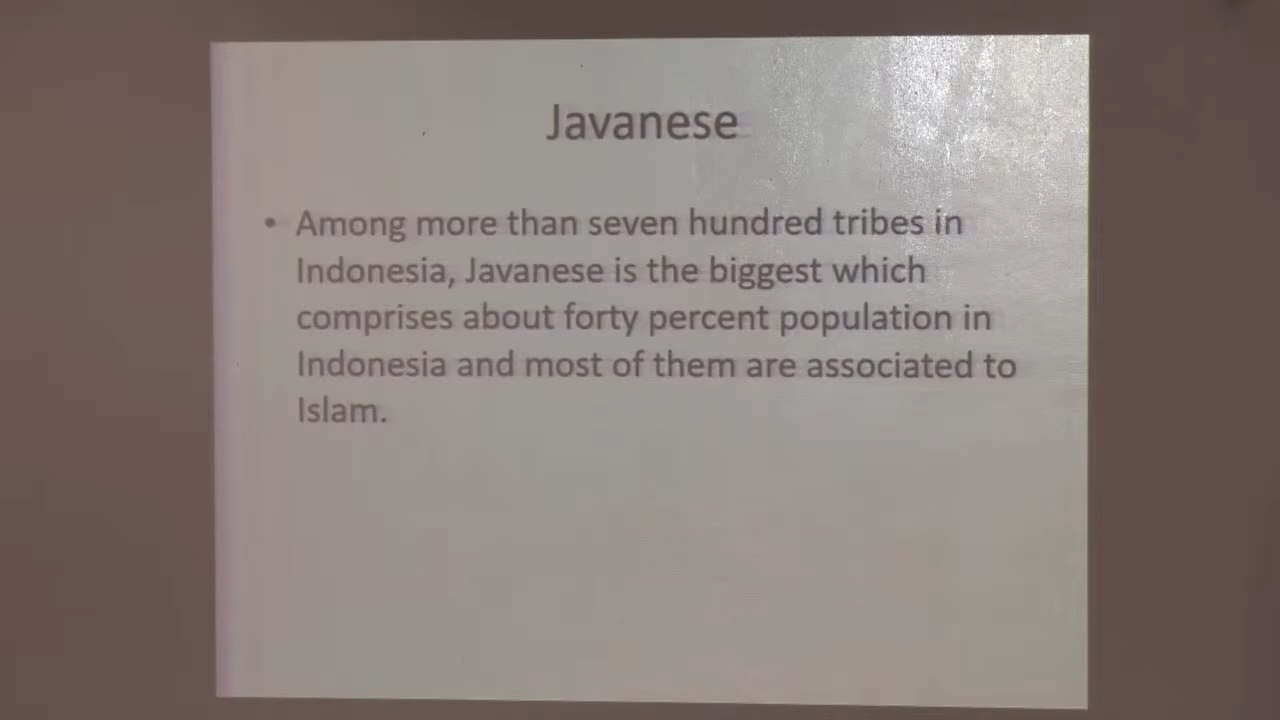 Javanese
• Among more than seven hundred tribes in
Indonesia, Javanese is the biggest which
comprises about forty percent population in
Indonesia and most of them are associated to
Islam.